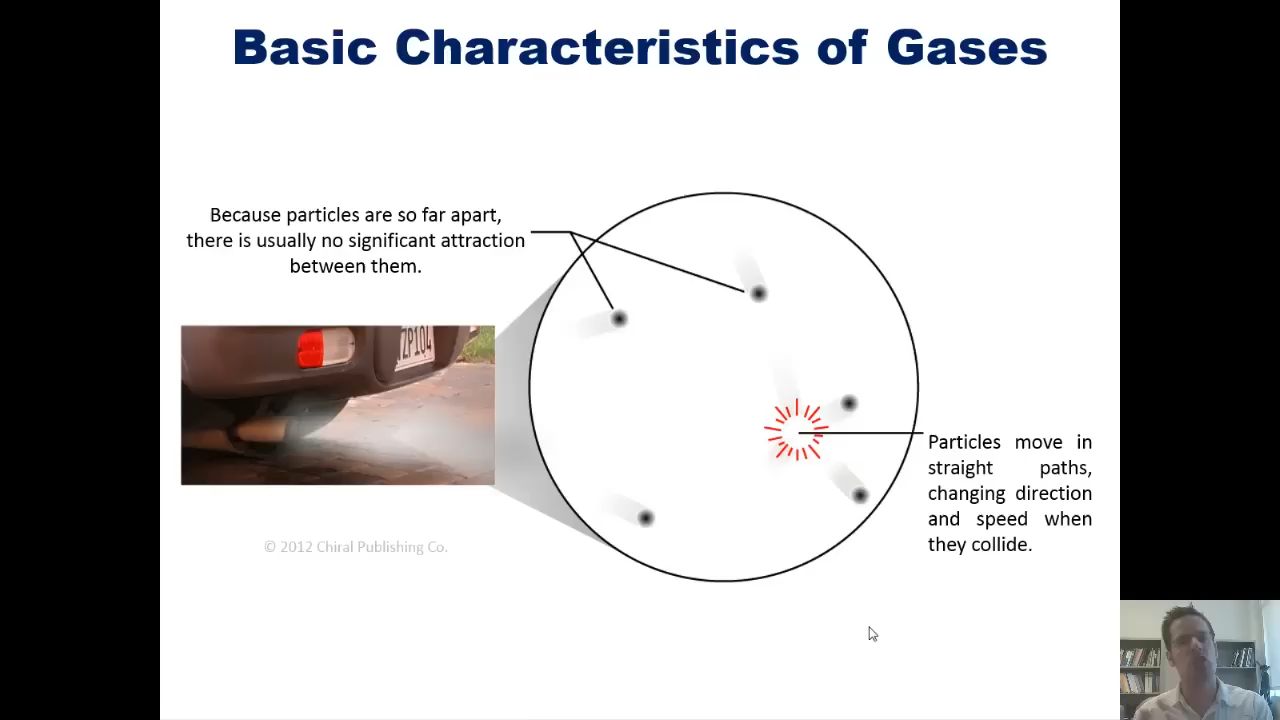 Basic Characteristics of Gases
Because particles are so far apart,
there is usually no significant attraction
between them.
ZP104
Particles move in
straight paths,
changing direction
and speed when
they collide.
© 2012 Chiral Publishing Co.